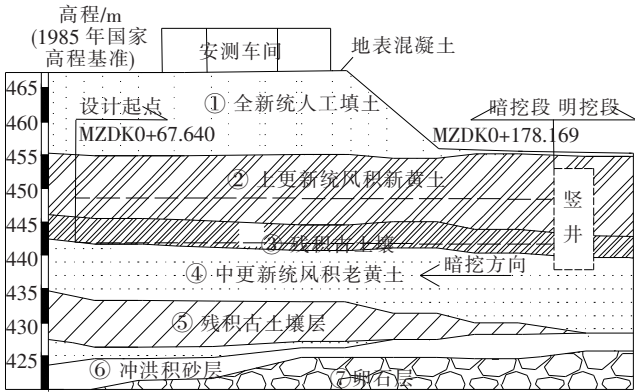 高程/m
(1985 年国家
高程基准)
安测车间
地表混凝土
465
460
455
450
445
440
435
430
425
设计起点
MZDK0+67.640
① 全新统人工填土
暗挖段 明挖段
MZDK0+178.169
② 上更新统风积新黄土
竖井
③ 残积古土壤
④ 中更新统风积老黄土
暗挖方向
⑤ 残积古土壤层
⑥ 冲洪积砂层
⑦ 卵石层